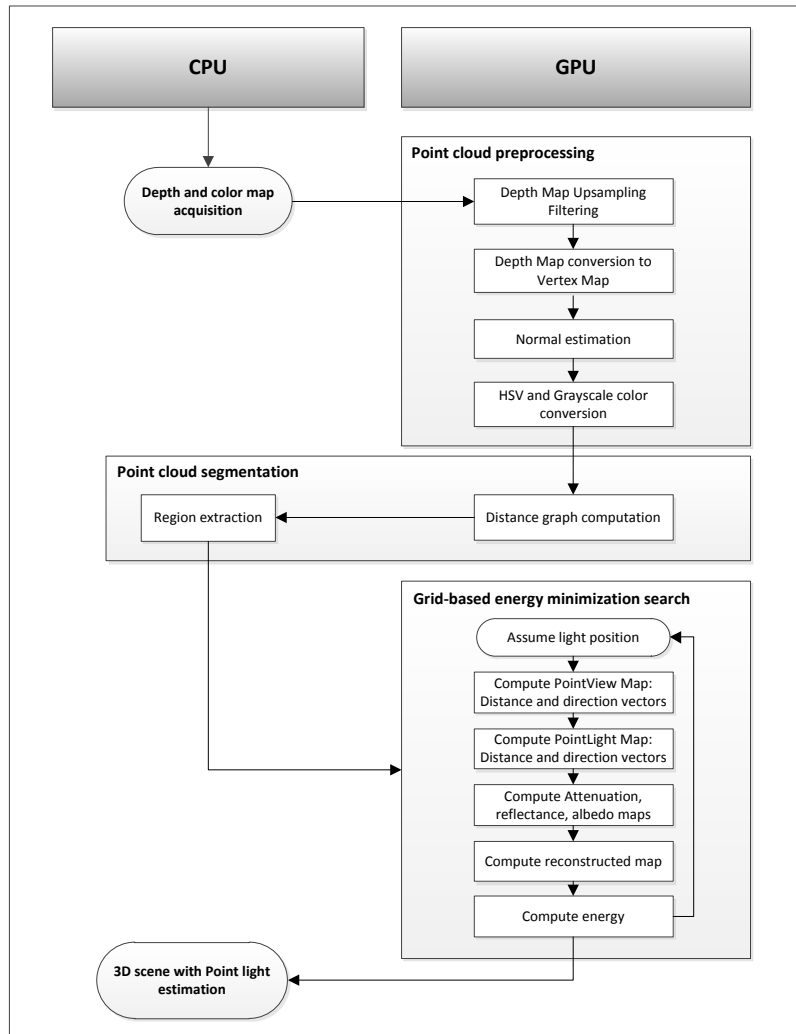 CPU
GPU
Point cloud preprocessing
Depth and color map
acquisition
Depth Map Upsampling
Filtering
Depth Map conversion to
Vertex Map
Normal estimation
HSV and Grayscale color
conversion
Point cloud segmentation
Region extraction
Distance graph computation
Grid-based energy minimization search
Assume light position
Compute PointView Map:
Distance and direction vectors
Compute PointLight Map:
Distance and direction vectors
Compute Attenuation,
reflectance, albedo maps
Compute reconstructed map
Compute energy
3D scene with Point light
estimation